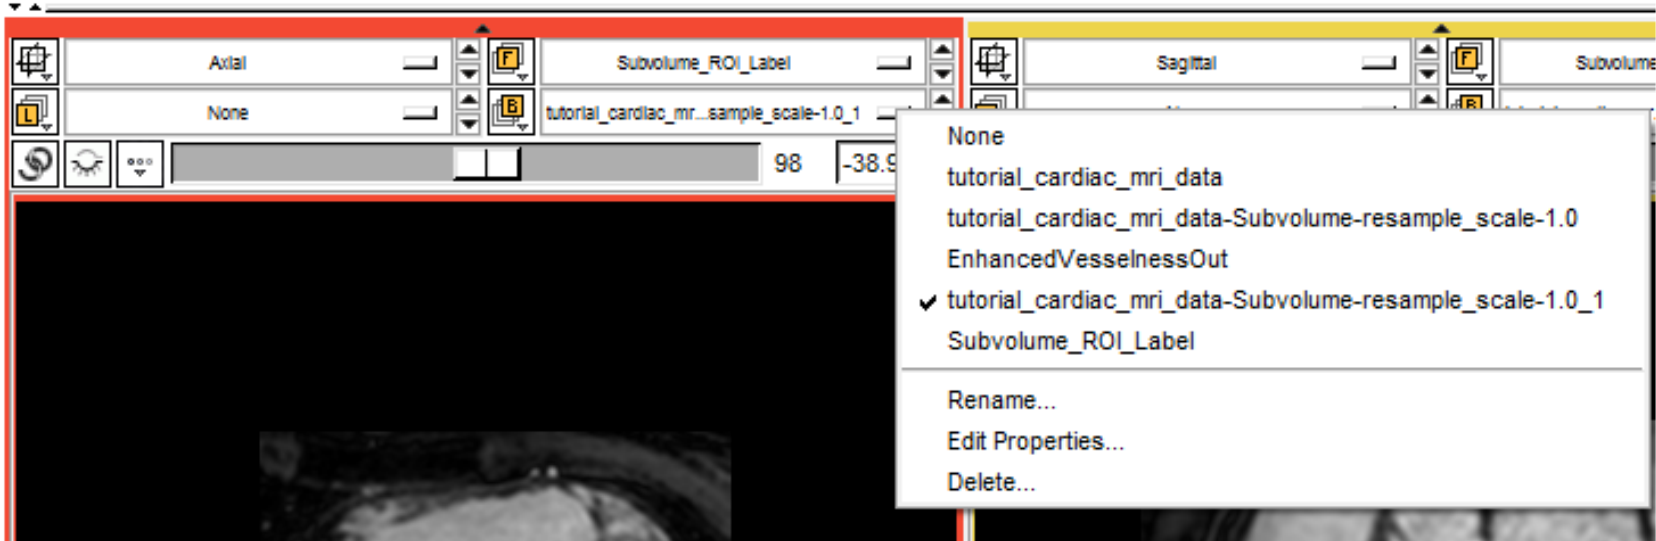 Axial
F
Subvolume_ROI_Label
Sagittal
F
Subvolume
L
None
B
tutorial_cardiac_mr...sample_scale-1.0_1
B
98
-38.9
None
tutorial_cardiac_mri_data
tutorial_cardiac_mri_data-Subvolume-resample_scale-1.0
EnhancedVesselnessOut
tutorial_cardiac_mri_data-Subvolume-resample_scale-1.0_1
Subvolume_ROI_Label
Rename...
Edit Properties...
Delete...